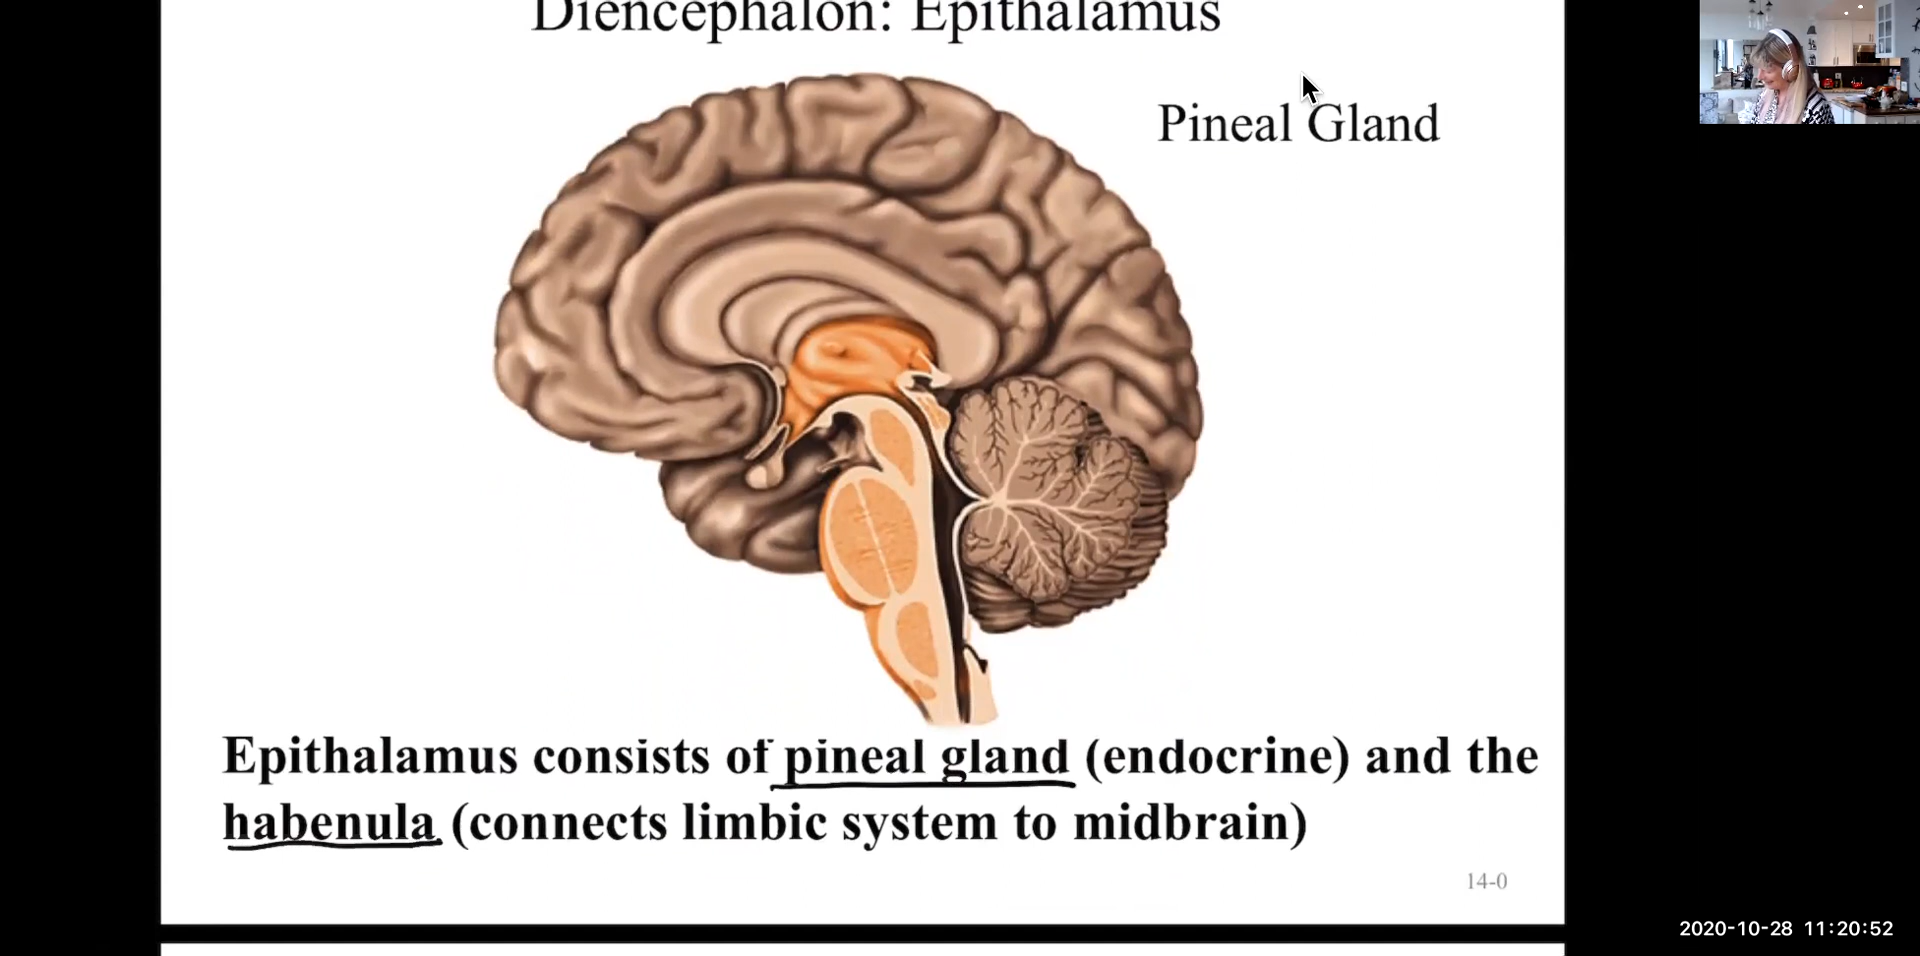 Diencephalon: Epithalamus
Pineal Gland
Epithalamus consists of pineal gland (endocrine) and the
habenula (connects limbic system to midbrain)
14-0
2020-10-28 11:20:52